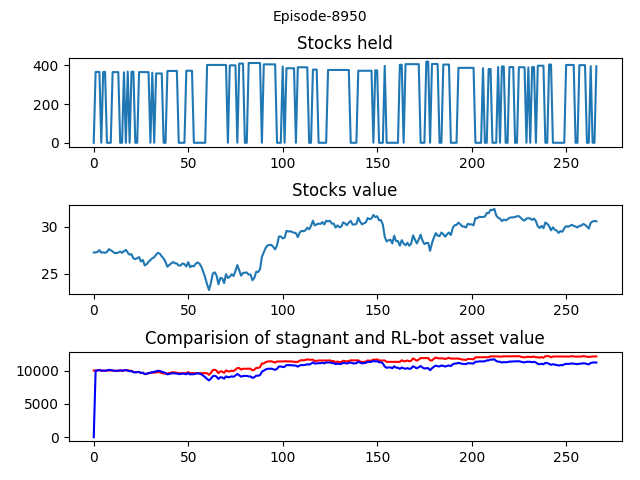 Episode-8950
Stocks held
400
200
0
0 50 100 150 200 250
Stocks value
30
25
0 50 100 150 200 250
Comparision of stagnant and RL-bot asset value
10000
5000
0
0 50 100 150 200 250